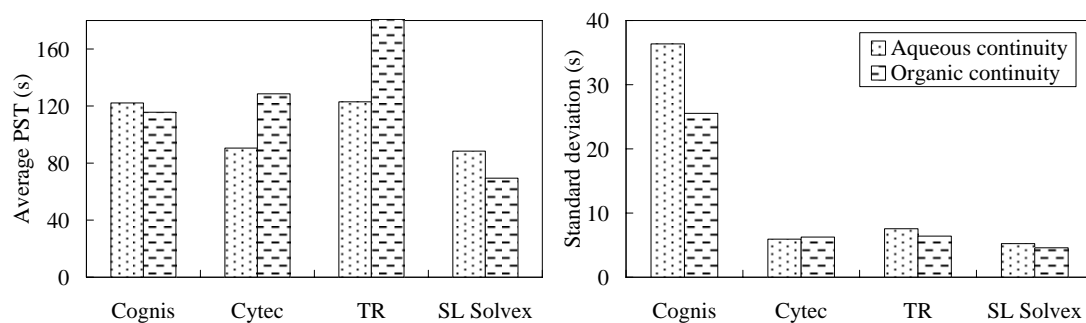 Average PST (s)
160
120
80
40
0
Cognis Cytec TR SL Solvex
Standard deviation (s)
40
30
20
10
0
Aqueous continuity
Organic continuity
Cognis Cytec TR SL Solvex